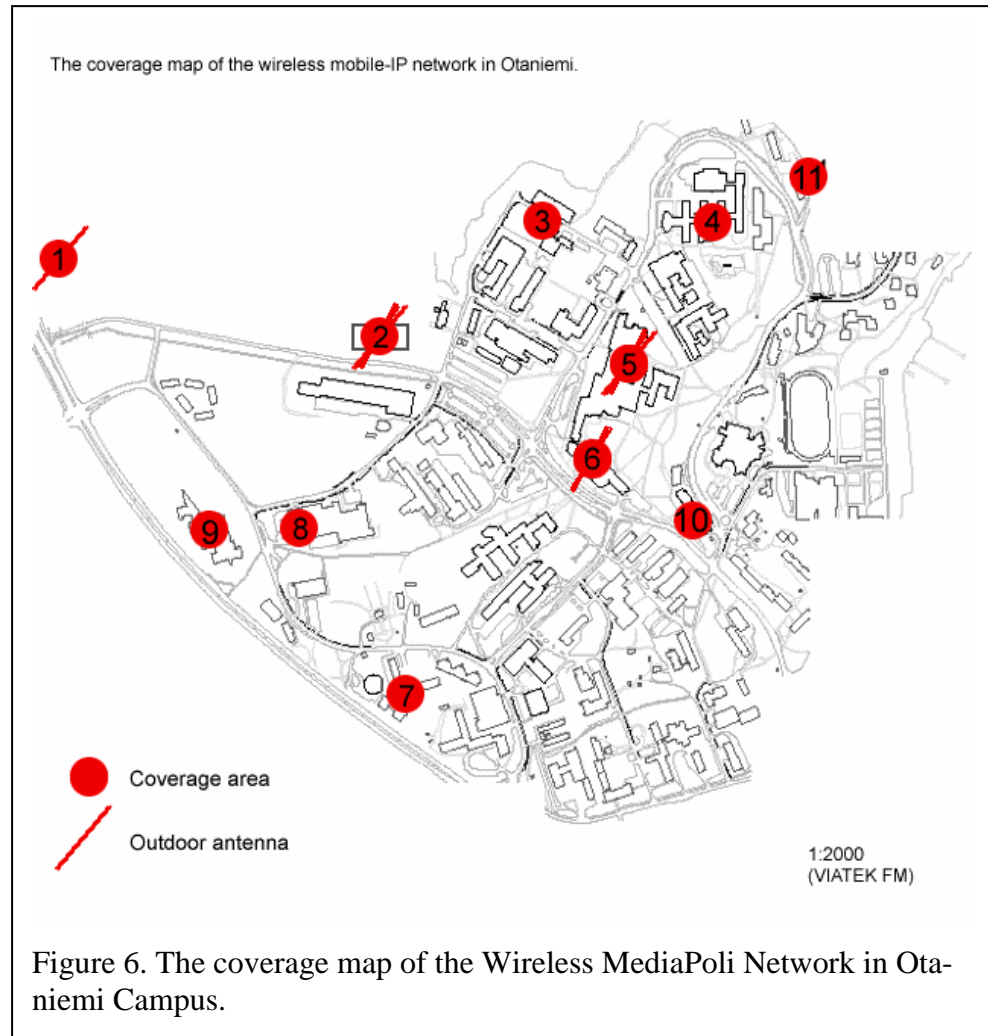 The coverage map of the wireless mobile-IP network in Otaniemi.
11
3
4
1
2
5
6
10
9
8
7
Coverage area
Outdoor antenna
1:2000
(VIATEK FM)
Figure 6. The coverage map of the Wireless MediaPoli Network in Ota-
niemi Campus.